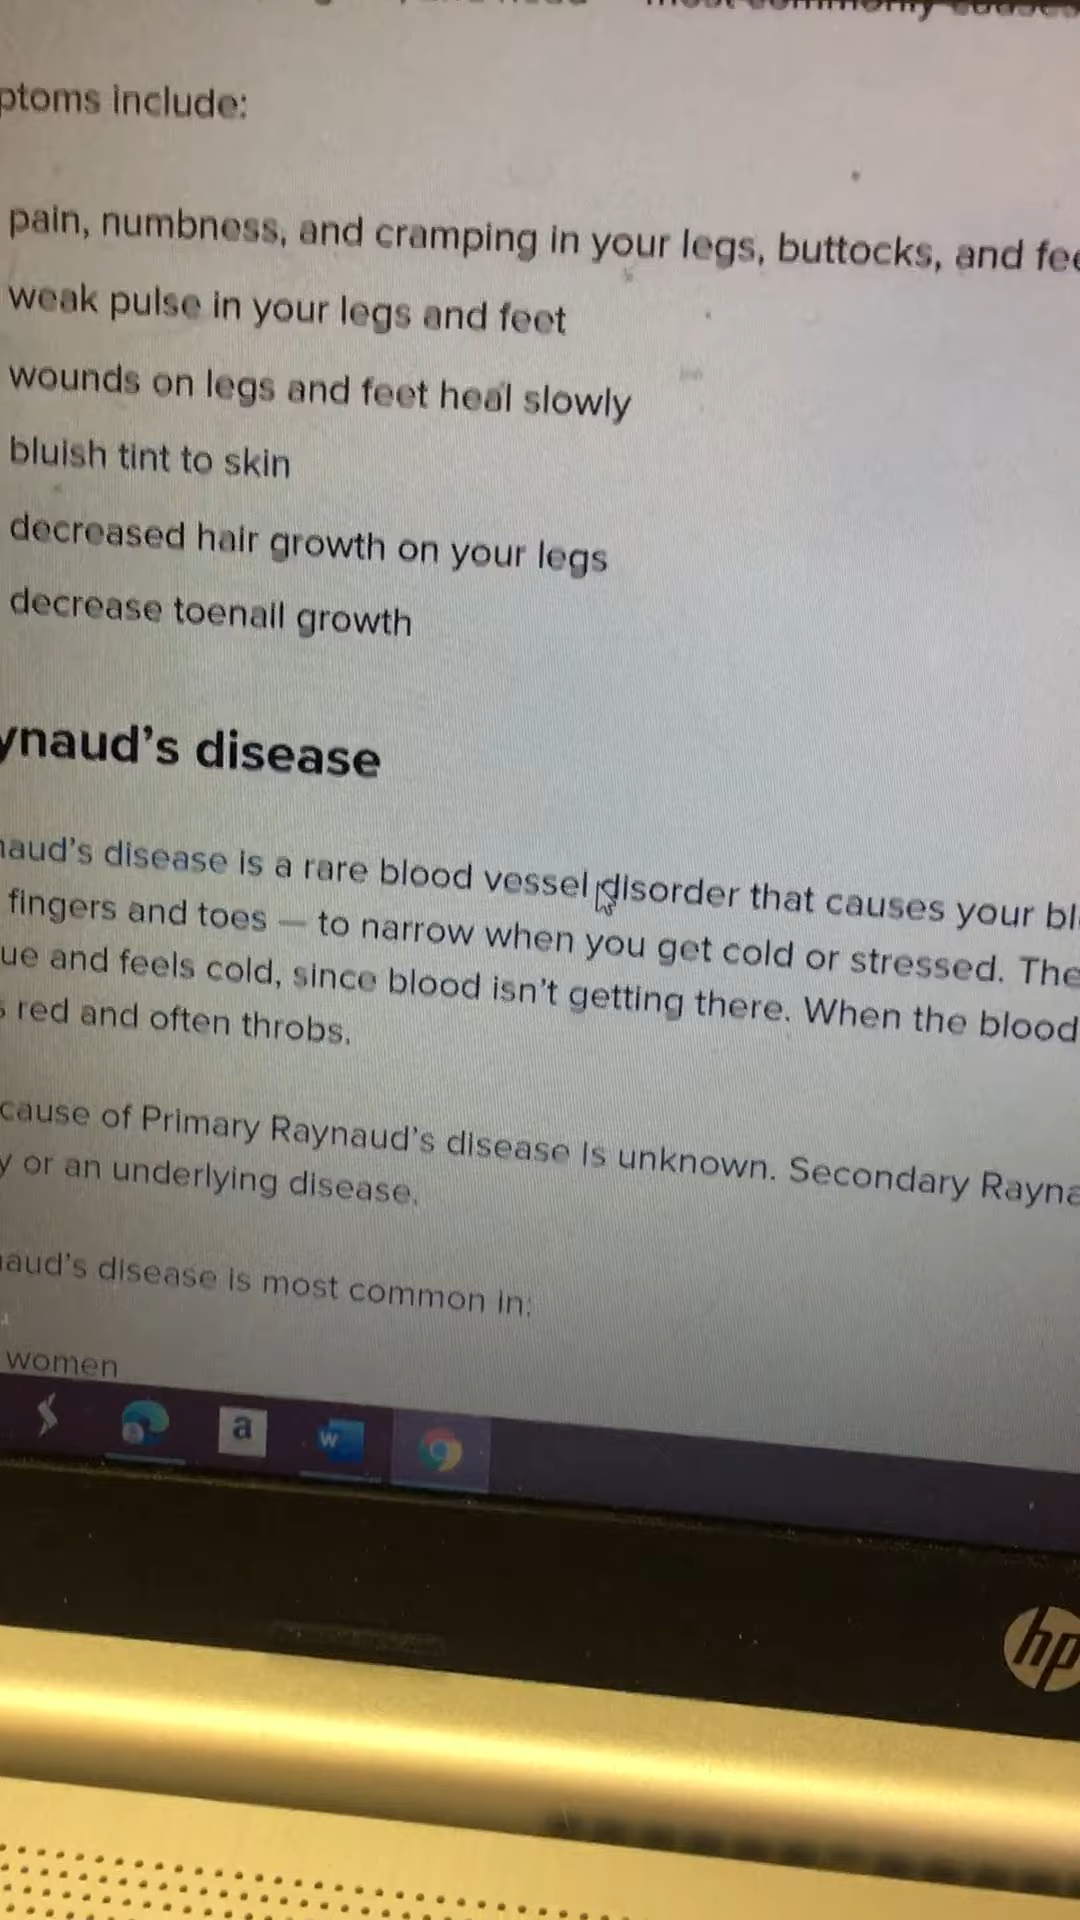 ptoms include:
pain, numbness, and cramping in your legs, buttocks, and fee
weak pulse in your legs and feet
wounds on legs and feet heal slowly
bluish tint to skin
decreased hair growth on your legs
decrease toenail growth
ynaud's disease
naud's disease is a rare blood vessel disorder that causes your bl
fingers and toes — to narrow when you get cold or stressed. The
ue and feels cold, since blood isn't getting there. When the blood
s red and often throbs.
cause of Primary Raynaud's disease is unknown. Secondary Rayna
y or an underlying disease.
naud's disease is most common in:
women
a
W
hp